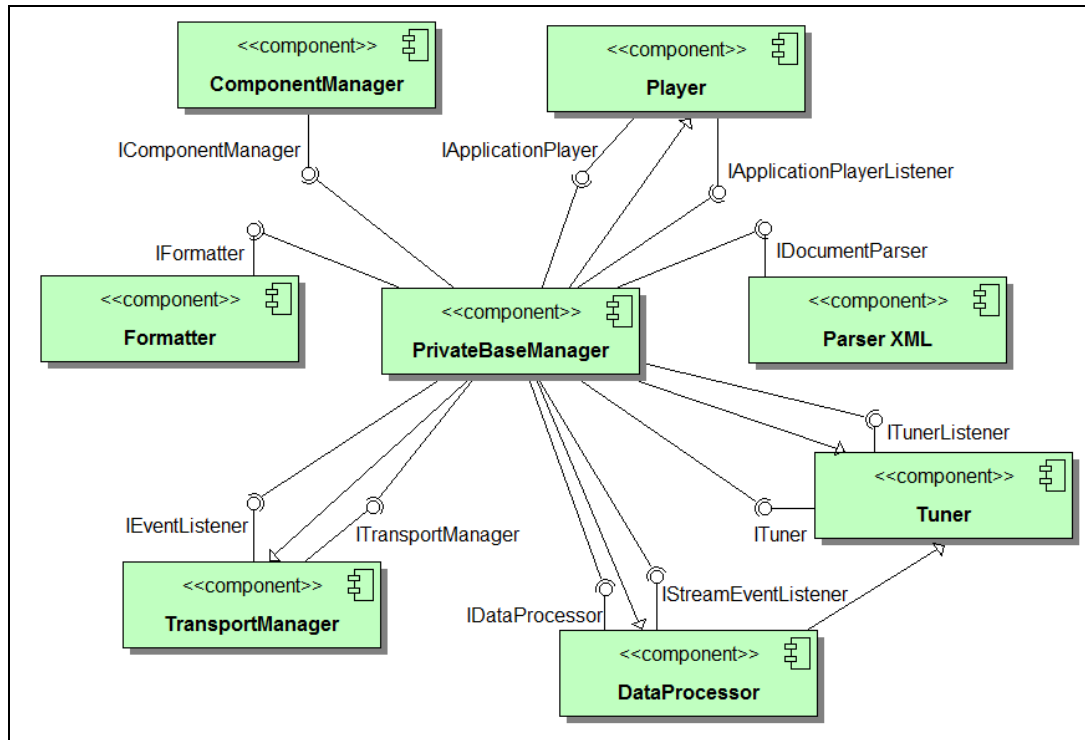 <<component>>
ComponentManager
<<component>>
Player
IComponentManager
IApplicationPlayer
IApplicationPlayerListener
IFormatter
IDocumentParser
<<component>>
Formatter
<<component>>
PrivateBaseManager
<<component>>
Parser XML
ITunerListener
<<component>>
Tuner
IEventListener
ITransportManager
ITuner
<<component>>
TransportManager
IDataProcessor
IStreamEventListener
<<component>>
DataProcessor